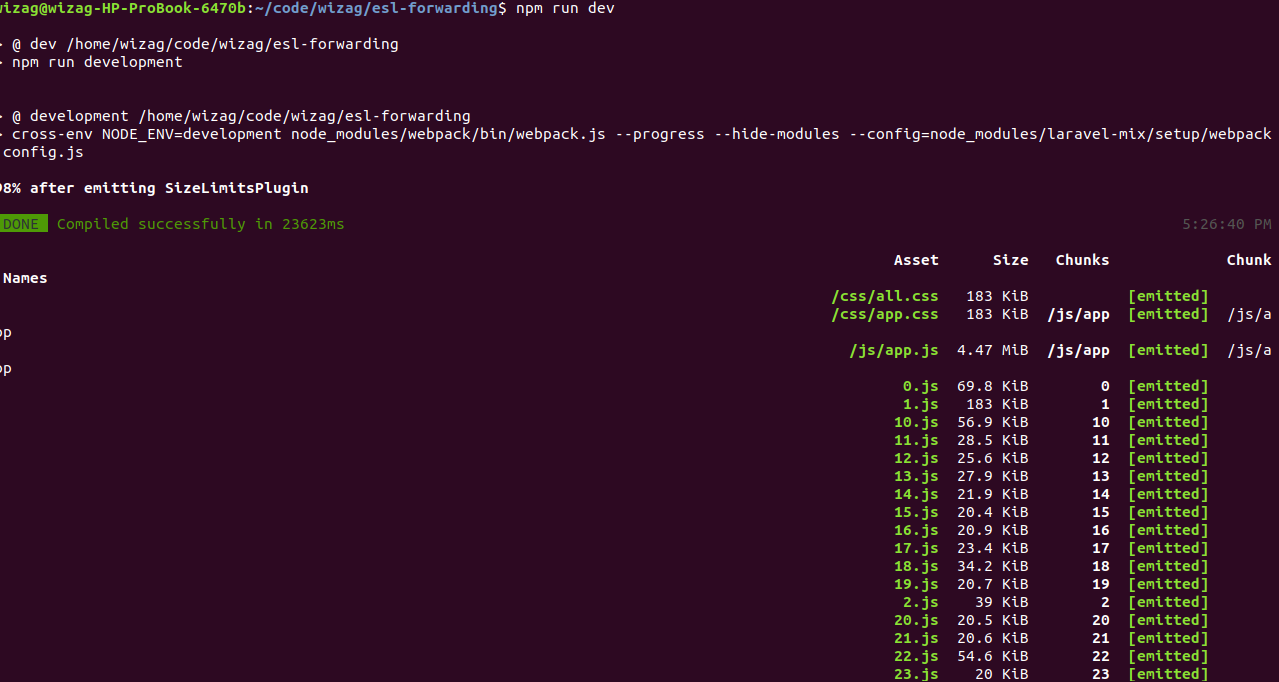 wizag@wizag-HP-ProBook-6470b:~/code/wizag/esl-forwarding$ npm run dev
> @ dev /home/wizag/code/wizag/esl-forwarding
> npm run development
> @ development /home/wizag/code/wizag/esl-forwarding
> cross-env NODE_ENV=development node_modules/webpack/bin/webpack.js --progress --hide-modules --config=node_modules/laravel-mix/setup/webpack
config.js
98% after emitting SizeLimitsPlugin
DONE Compiled successfully in 23623ms 5:26:40 PM
Asset Size Chunks Chunk
Names
/css/all.css 183 KiB [emitted]
/css/app.css 183 KiB /js/app [emitted] /js/a
pp
/js/app.js 4.47 MiB /js/app [emitted] /js/a
pp
0.js 69.8 KiB 0 [emitted]
1.js 183 KiB 1 [emitted]
10.js 56.9 KiB 10 [emitted]
11.js 28.5 KiB 11 [emitted]
12.js 25.6 KiB 12 [emitted]
13.js 27.9 KiB 13 [emitted]
14.js 21.9 KiB 14 [emitted]
15.js 20.4 KiB 15 [emitted]
16.js 20.9 KiB 16 [emitted]
17.js 23.4 KiB 17 [emitted]
18.js 34.2 KiB 18 [emitted]
19.js 20.7 KiB 19 [emitted]
2.js 39 KiB 2 [emitted]
20.js 20.5 KiB 20 [emitted]
21.js 20.6 KiB 21 [emitted]
22.js 54.6 KiB 22 [emitted]
23.js 20 KiB 23 [emitted]